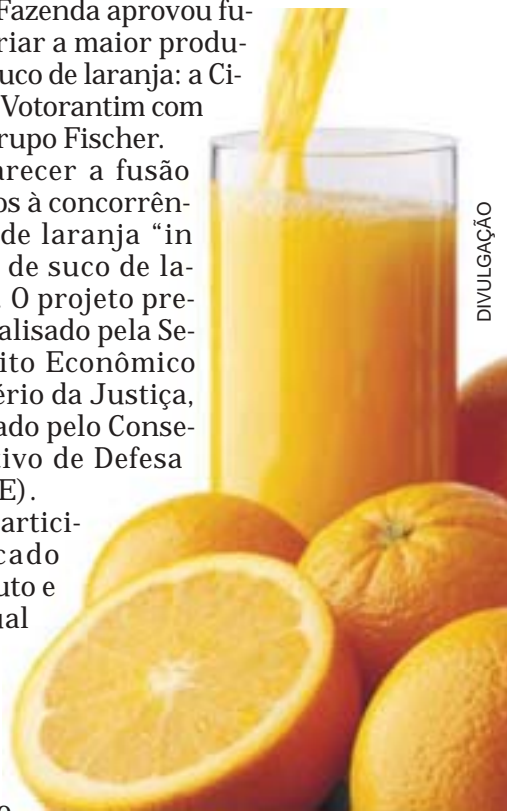 Fazenda aprovou fu-
riar a maior produ-
uco de laranja: a Ci-
Votorantim com
rupo Fischer.
arecer a fusão
os à concorrên-
de laranja “in
de suco de la-
. O projeto pre-
alisado pela Se-
ito Econômico
ério da Justiça,
ado pelo Conse-
tivo de Defesa
E).
artici-
cado
uto e
ual
DIVULGAÇÃO